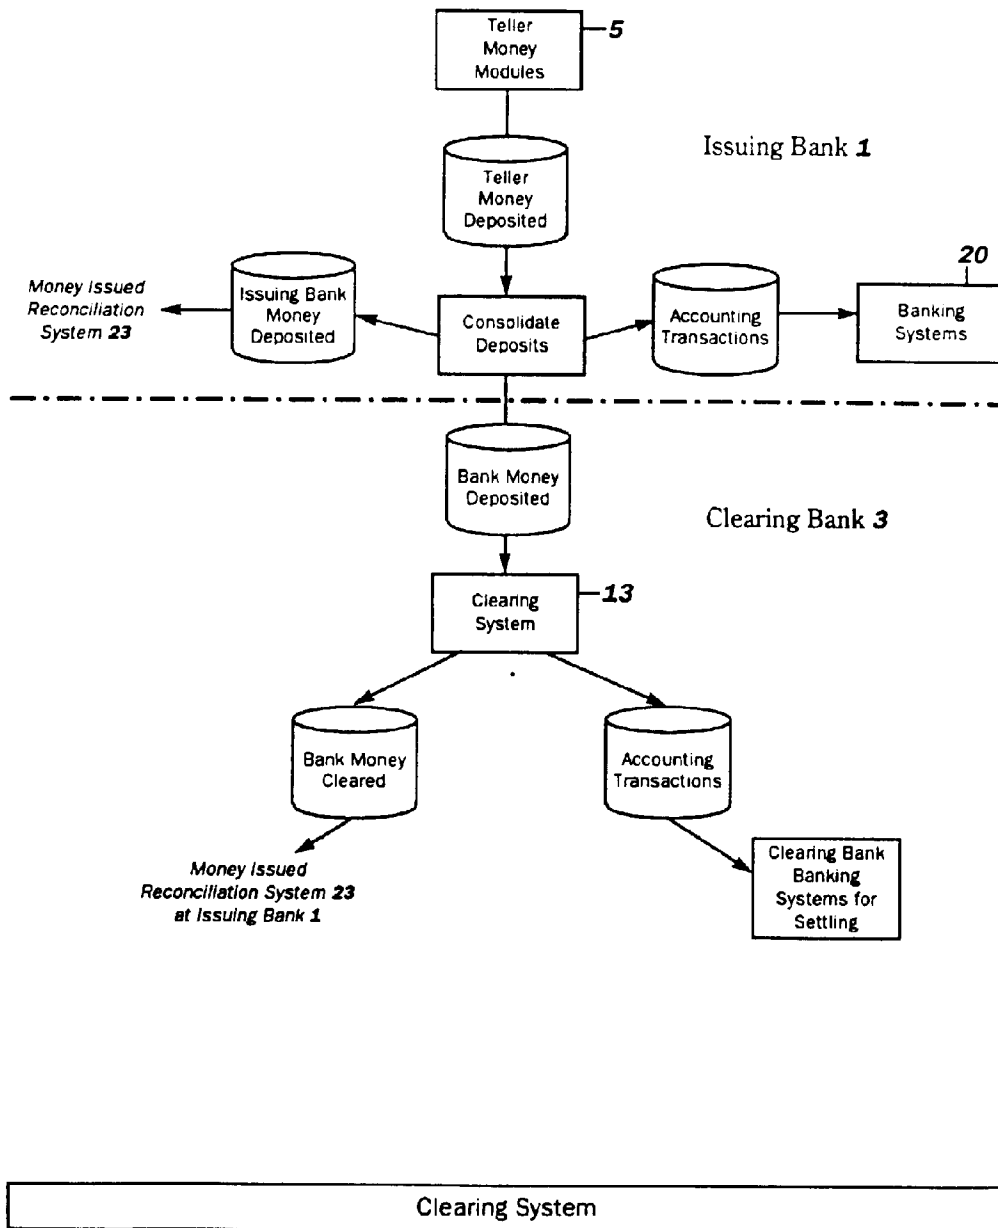 Teller
Money
Modules
5
Issuing Bank 1
Teller
Money
Deposited
20
Money Issued
Reconciliation
System 23
Issuing Bank
Money
Deposited
Consolidate
Deposits
Accounting
Transactions
Banking
Systems
Bank Money
Deposited
Clearing Bank 3
Clearing
System
13
Bank Money
Cleared
Accounting
Transactions
Money Issued
Reconciliation System 23
at Issuing Bank 1
Clearing Bank
Banking
Systems for
Settling
Clearing System